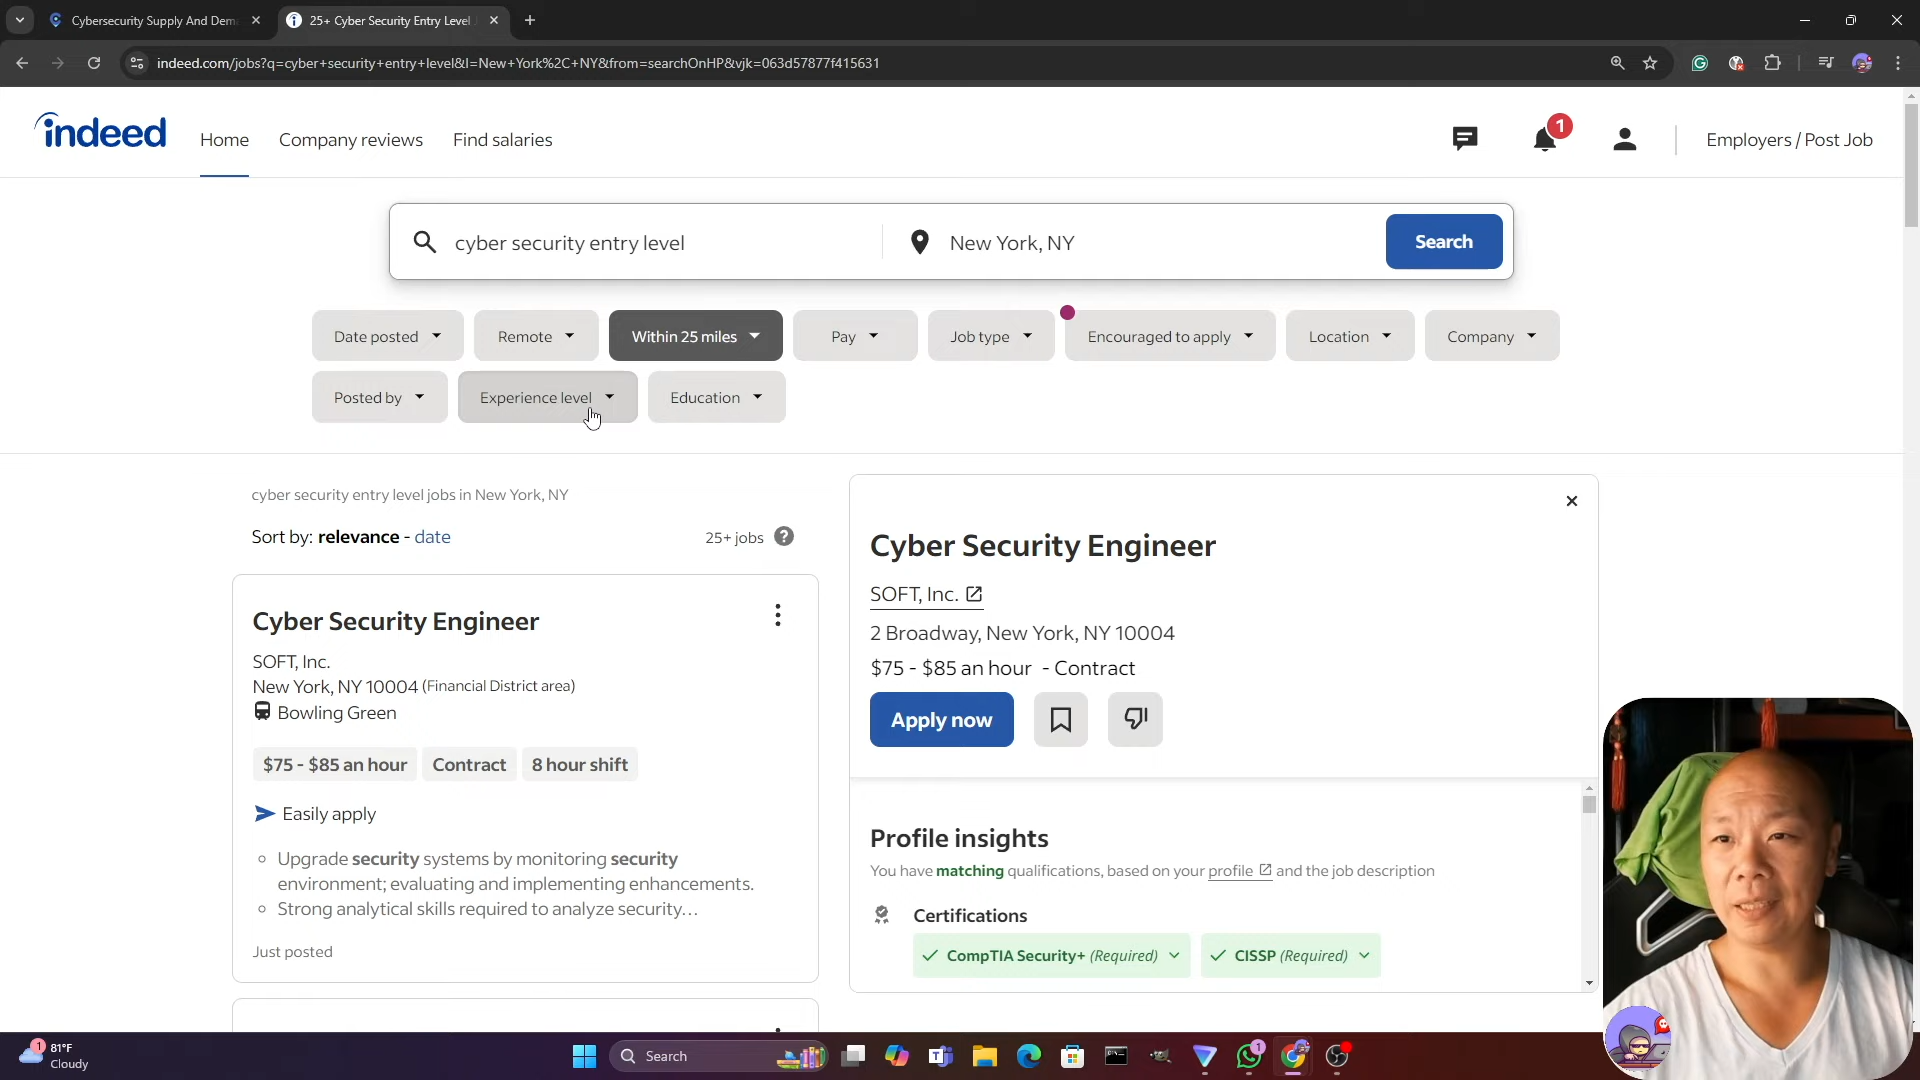 Cybersecurity Supply And Dem
25+ Cyber Security Entry Level
indeed.com/jobs?q=cyber+security+entry+level&l=New+York%2C+NY&from=searchOnHP&vjk=063d57877f415631
indeed
Home
Company reviews
Find salaries
1
Employers / Post Job
cyber security entry level
New York, NY
Search
Date posted
Remote
Within 25 miles
Pay
Job type
Encouraged to apply
Location
Company
Posted by
Experience level
Education
cyber security entry level jobs in New York, NY
Sort by: relevance - date
25+ jobs
Cyber Security Engineer
SOFT, Inc.
New York, NY 10004 (Financial District area)
Bowling Green
$75 - $85 an hour
Contract
8 hour shift
Easily apply
Upgrade security systems by monitoring security
environment; evaluating and implementing enhancements.
Strong analytical skills required to analyze security…
Just posted
Cyber Security Engineer
SOFT, Inc.
2 Broadway, New York, NY 10004
$75 - $85 an hour - Contract
Apply now
Profile insights
You have matching qualifications, based on your profile and the job description
Certifications
CompTIA Security+ (Required)
CISSP (Required)
1
81°F
Cloudy
Search
1